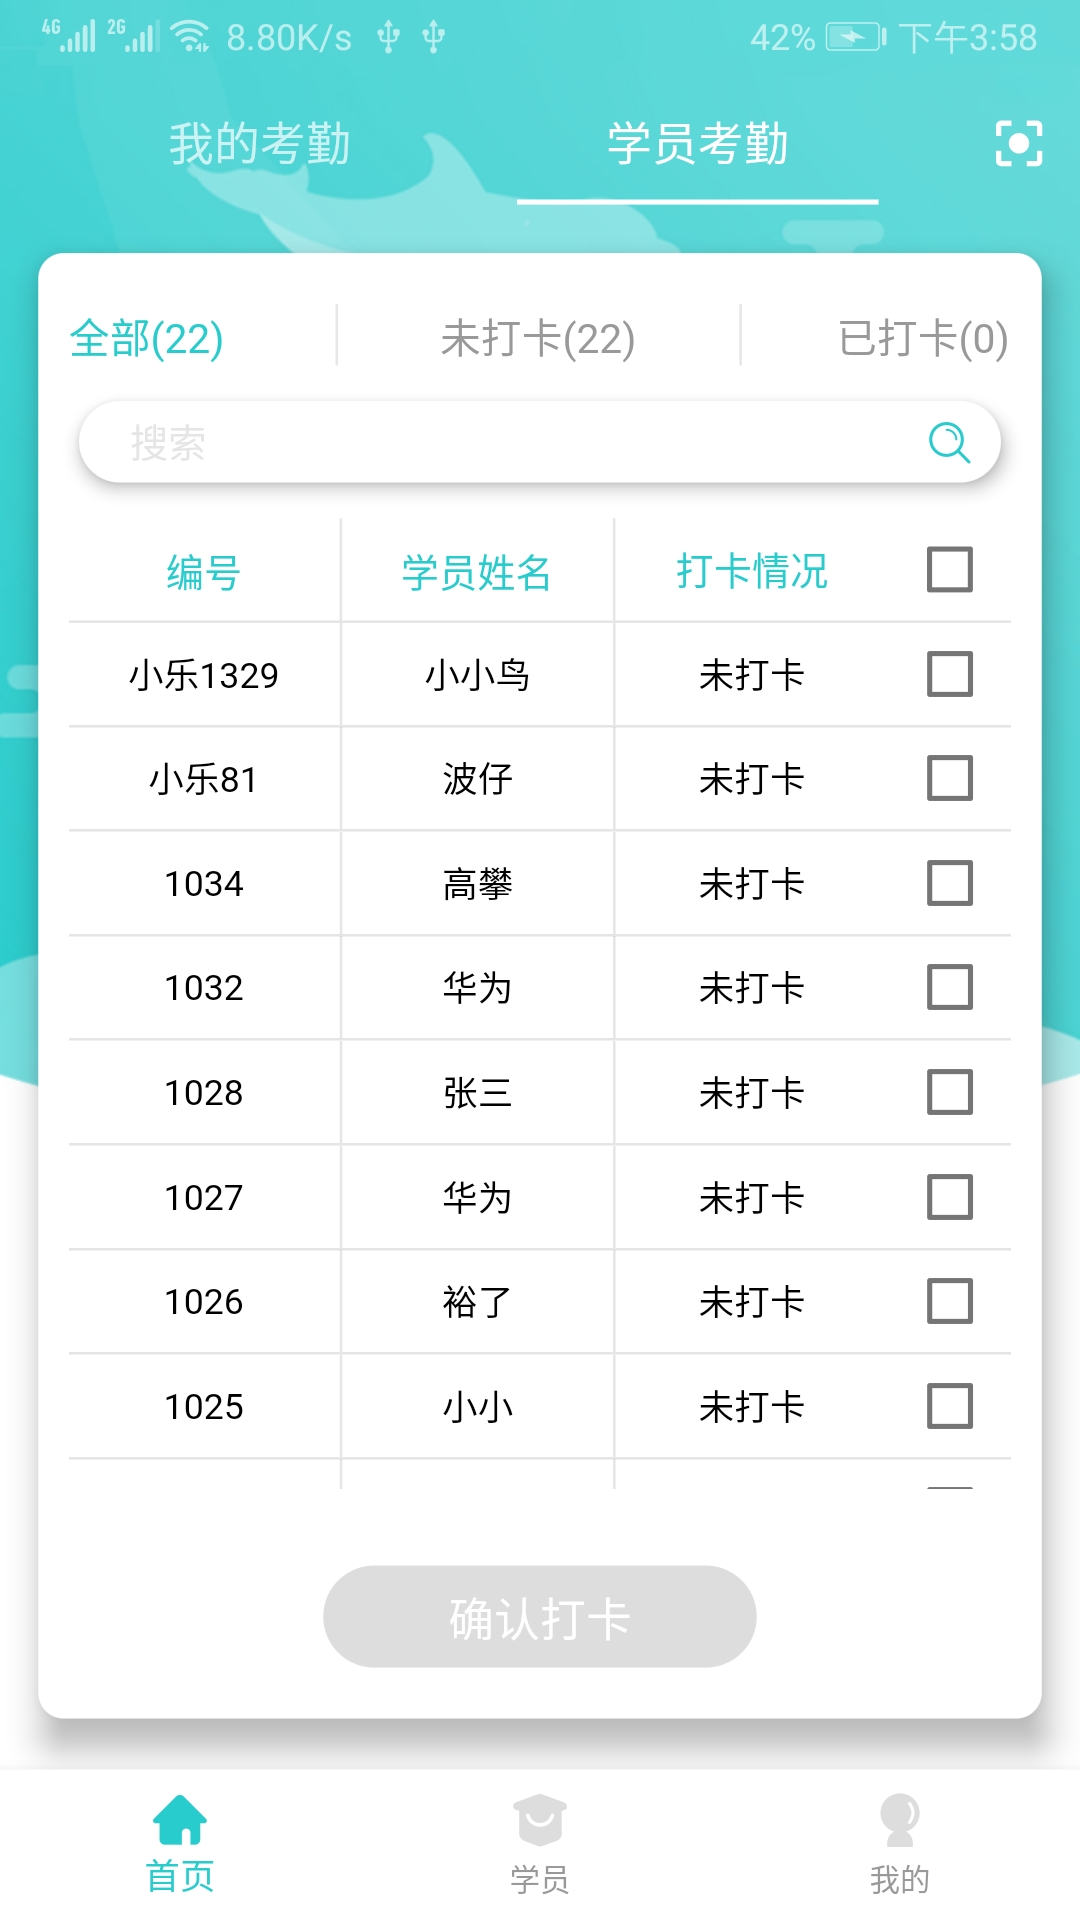 4G 2G 8.80K/s 42% 下午3:58
我的考勤 学员考勤
全部(22) 未打卡(22) 已打卡(0)
搜索
编号 学员姓名 打卡情况
小乐1329 小小鸟 未打卡
小乐81 波仔 未打卡
1034 高攀 未打卡
1032 华为 未打卡
1028 张三 未打卡
1027 华为 未打卡
1026 裕了 未打卡
1025 小小 未打卡
确认打卡
首页 学员 我的